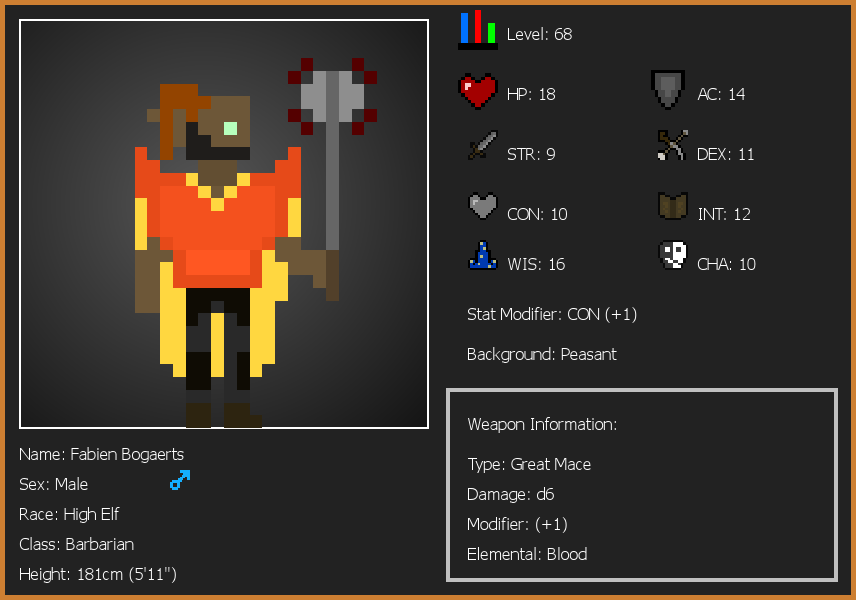 Level: 68
HP: 18
AC: 14
STR: 9
DEX: 11
CON: 10
INT: 12
WIS: 16
CHA: 10
Stat Modifier: CON (+1)
Background: Peasant
Weapon Information:
Type: Great Mace
Damage: d6
Modifier: (+1)
Elemental: Blood
Name: Fabien Bogaerts
Sex: Male
Race: High Elf
Class: Barbarian
Height: 181cm (5'11")